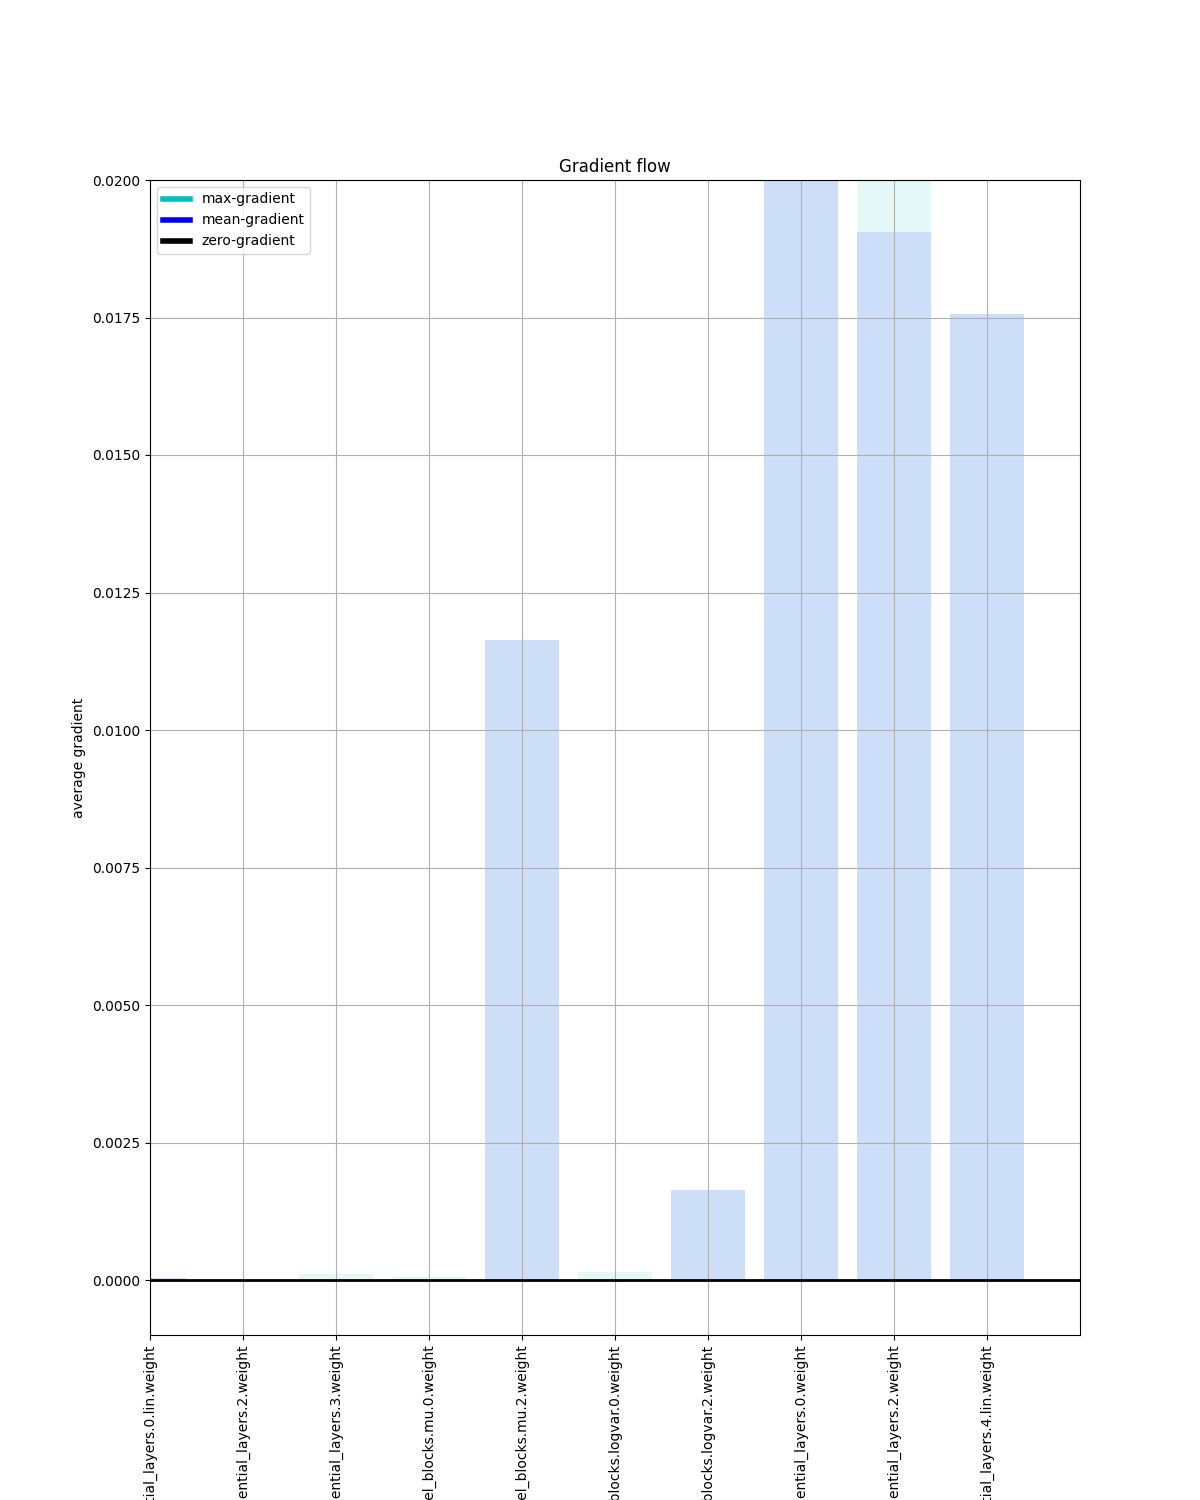 Gradient flow
max-gradient
mean-gradient
zero-gradient
0.0200
0.0175
0.0150
0.0125
0.0100
0.0075
0.0050
0.0025
0.0000
average gradient
tial_layers.0.lin.weight
ential_layers.2.weight
ential_layers.3.weight
el_blocks.mu.0.weight
el_blocks.mu.2.weight
blocks.logvar.0.weight
blocks.logvar.2.weight
ential_layers.0.weight
ential_layers.2.weight
tial_layers.4.lin.weight